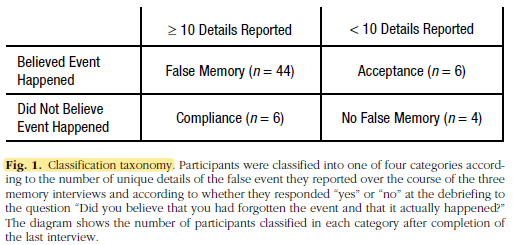 ≥ 10 Details Reported < 10 Details Reported
Believed Event
Happened
False Memory (n = 44) Acceptance (n = 6)
Did Not Believe
Event Happened
Compliance (n = 6) No False Memory (n = 4)
Fig. 1. Classification taxonomy. Participants were classified into one of four categories accord-
ing to the number of unique details of the false event they reported over the course of the three
memory interviews and according to whether they responded “yes” or “no” at the debriefing to
the question “Did you believe that you had forgotten the event and that it actually happened?”
The diagram shows the number of participants classified in each category after completion of
the last interview.